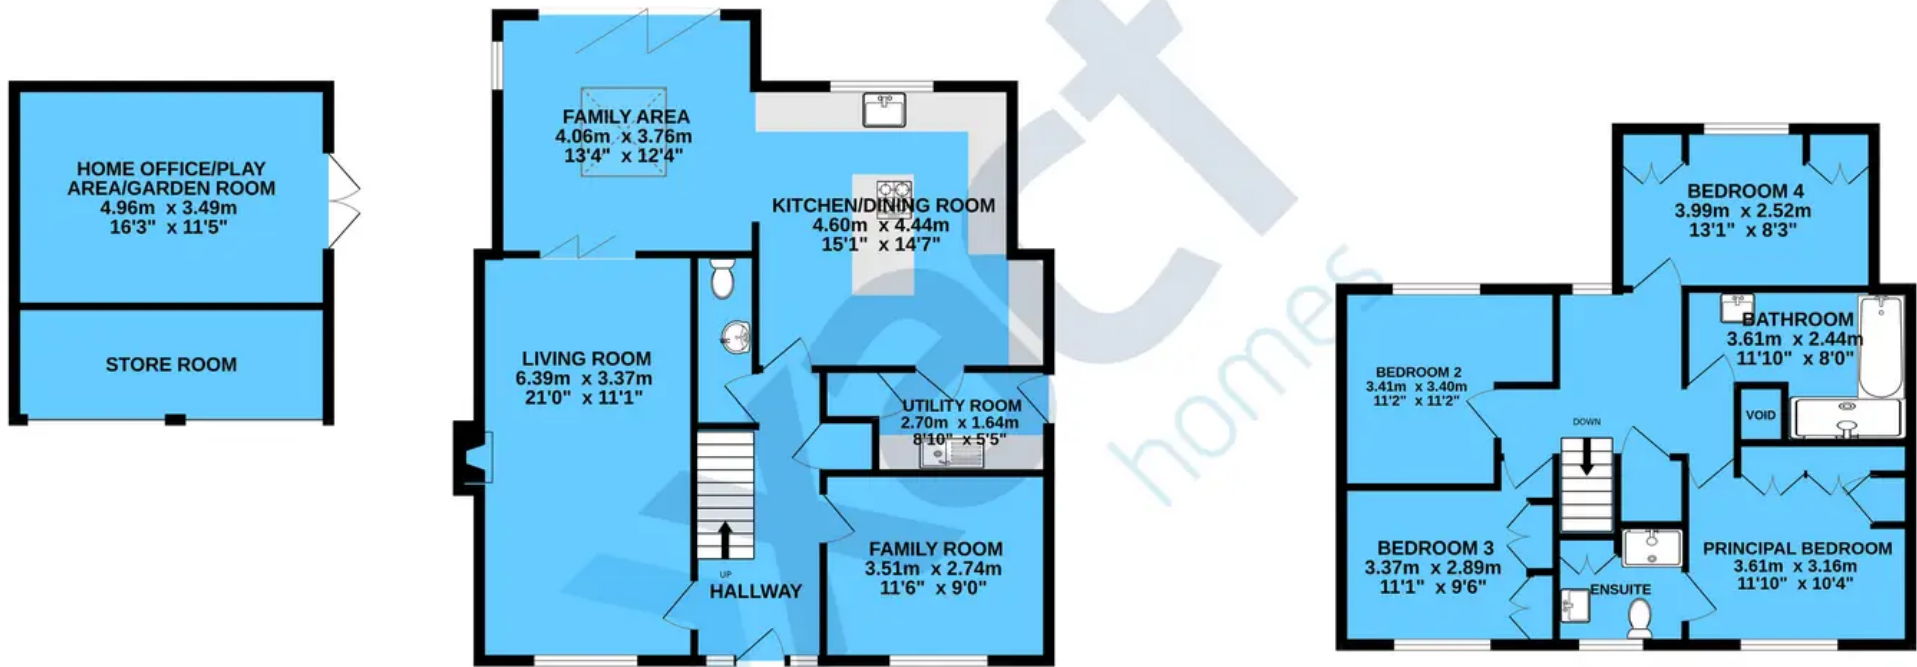 HOME OFFICE/PLAY
AREA/GARDEN ROOM
4.96m x 3.49m
16'3" x 11'5"
STORE ROOM
FAMILY AREA
4.06m x 3.76m
13'4" x 12'4"
KITCHEN/DINING ROOM
4.60m x 4.44m
15'1" x 14'7"
LIVING ROOM
6.39m x 3.37m
21'0" x 11'1"
UTILITY ROOM
2.70m x 1.64m
8'10" x 5'5"
FAMILY ROOM
3.51m x 2.74m
11'6" x 9'0"
UP
HALLWAY
BEDROOM 4
3.99m x 2.52m
13'1" x 8'3"
BATHROOM
3.61m x 2.44m
11'10" x 8'0"
BEDROOM 2
3.41m x 3.40m
11'2" x 11'2"
VOID
DOWN
BEDROOM 3
3.37m x 2.89m
11'1" x 9'6"
PRINCIPAL BEDROOM
3.61m x 3.16m
11'10" x 10'4"
ENSUITE
xact
homes